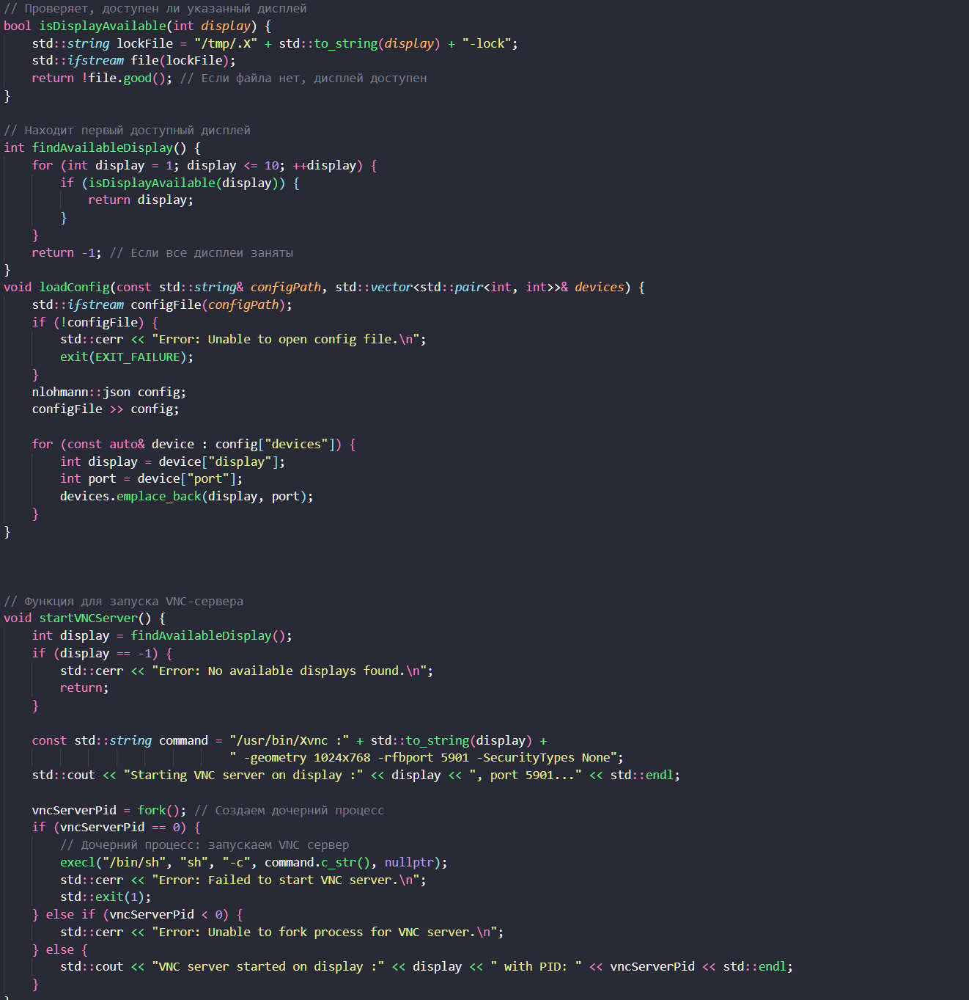 // Проверяет, доступен ли указанный дисплей
bool isDisplayAvailable(int display) {
    std::string lockFile = "/tmp/.X" + std::to_string(display) + "-lock";
    std::ifstream file(lockFile);
    return !file.good(); // Если файла нет, дисплей доступен
}

// Находит первый доступный дисплей
int findAvailableDisplay() {
    for (int display = 1; display <= 10; ++display) {
        if (isDisplayAvailable(display)) {
            return display;
        }
    }
    return -1; // Если все дисплеи заняты
}
void loadConfig(const std::string& configPath, std::vector<std::pair<int, int>>& devices) {
    std::ifstream configFile(configPath);
    if (!configFile) {
        std::cerr << "Error: Unable to open config file.\n";
        exit(EXIT_FAILURE);
    }
    nlohmann::json config;
    configFile >> config;

    for (const auto& device : config["devices"]) {
        int display = device["display"];
        int port = device["port"];
        devices.emplace_back(display, port);
    }
}

// Функция для запуска VNC-сервера
void startVNCServer() {
    int display = findAvailableDisplay();
    if (display == -1) {
        std::cerr << "Error: No available displays found.\n";
        return;
    }

    const std::string command = "/usr/bin/Xvnc :" + std::to_string(display) +
                                " -geometry 1024x768 -rfbport 5901 -SecurityTypes None";
    std::cout << "Starting VNC server on display :" << display << ", port 5901..." << std::endl;

    vncServerPid = fork(); // Создаем дочерний процесс
    if (vncServerPid == 0) {
        // Дочерний процесс: запускаем VNC сервер
        execl("/bin/sh", "sh", "-c", command.c_str(), nullptr);
        std::cerr << "Error: Failed to start VNC server.\n";
        std::exit(1);
    } else if (vncServerPid < 0) {
        std::cerr << "Error: Unable to fork process for VNC server.\n";
    } else {
        std::cout << "VNC server started on display :" << display << " with PID: " << vncServerPid << std::endl;
    }
}